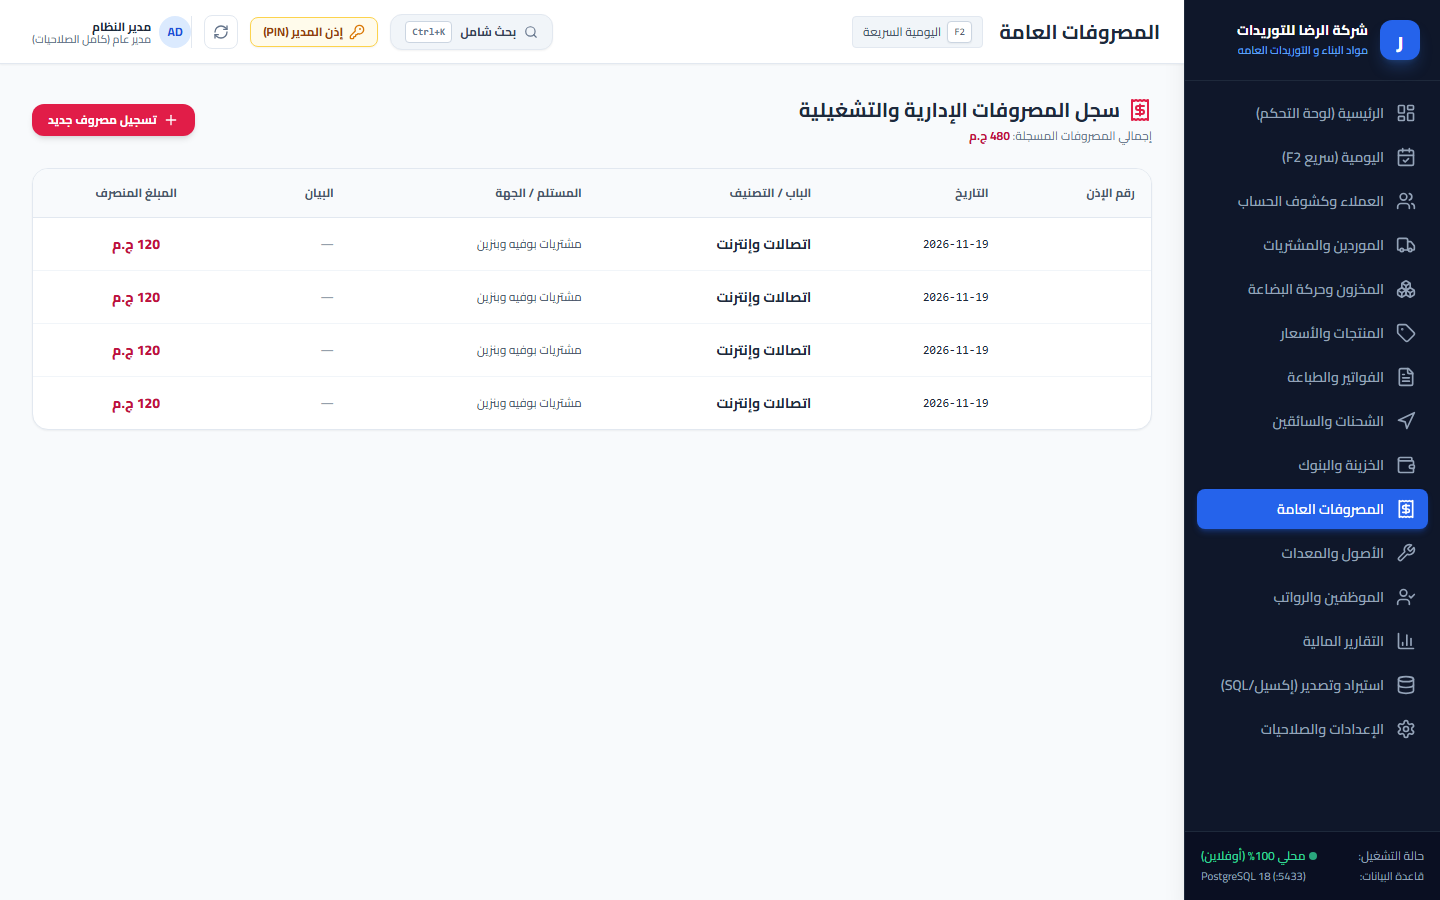 شركة الرضا للتوريدات
مواد البناء و التوريدات العامه
ر
الرئيسية (لوحة التحكم)
اليومية (سريع F2)
العملاء وكشوف الحساب
الموردين والمشتريات
المخزون وحركة البضاعة
المنتجات والأسعار
الفواتير والطباعة
الشحنات والسائقين
الخزينة والبنوك
المصروفات العامة
الأصول والمعدات
الموظفين والرواتب
التقارير المالية
استيراد وتصدير (إكسيل/SQL)
الإعدادات والصلاحيات
حالة التشغيل: محلي 100% (أوفلاين)
قاعدة البيانات: PostgreSQL 18 (:5433)
المصروفات العامة
F2 اليومية السريعة
بحث شامل Ctrl+K
إذن المدير (PIN)
AD
مدير النظام
مدير عام (كامل الصلاحيات)
سجل المصروفات الإدارية والتشغيلية
إجمالي المصروفات المسجلة: 480 ج.م
تسجيل مصروف جديد
رقم الإذن التاريخ الباب / التصنيف المستلم / الجهة البيان المبلغ المنصرف
2026-11-19 اتصالات وإنترنت مشتريات بوفيه وبنزين — 120 ج.م
2026-11-19 اتصالات وإنترنت مشتريات بوفيه وبنزين — 120 ج.م
2026-11-19 اتصالات وإنترنت مشتريات بوفيه وبنزين — 120 ج.م
2026-11-19 اتصالات وإنترنت مشتريات بوفيه وبنزين — 120 ج.م